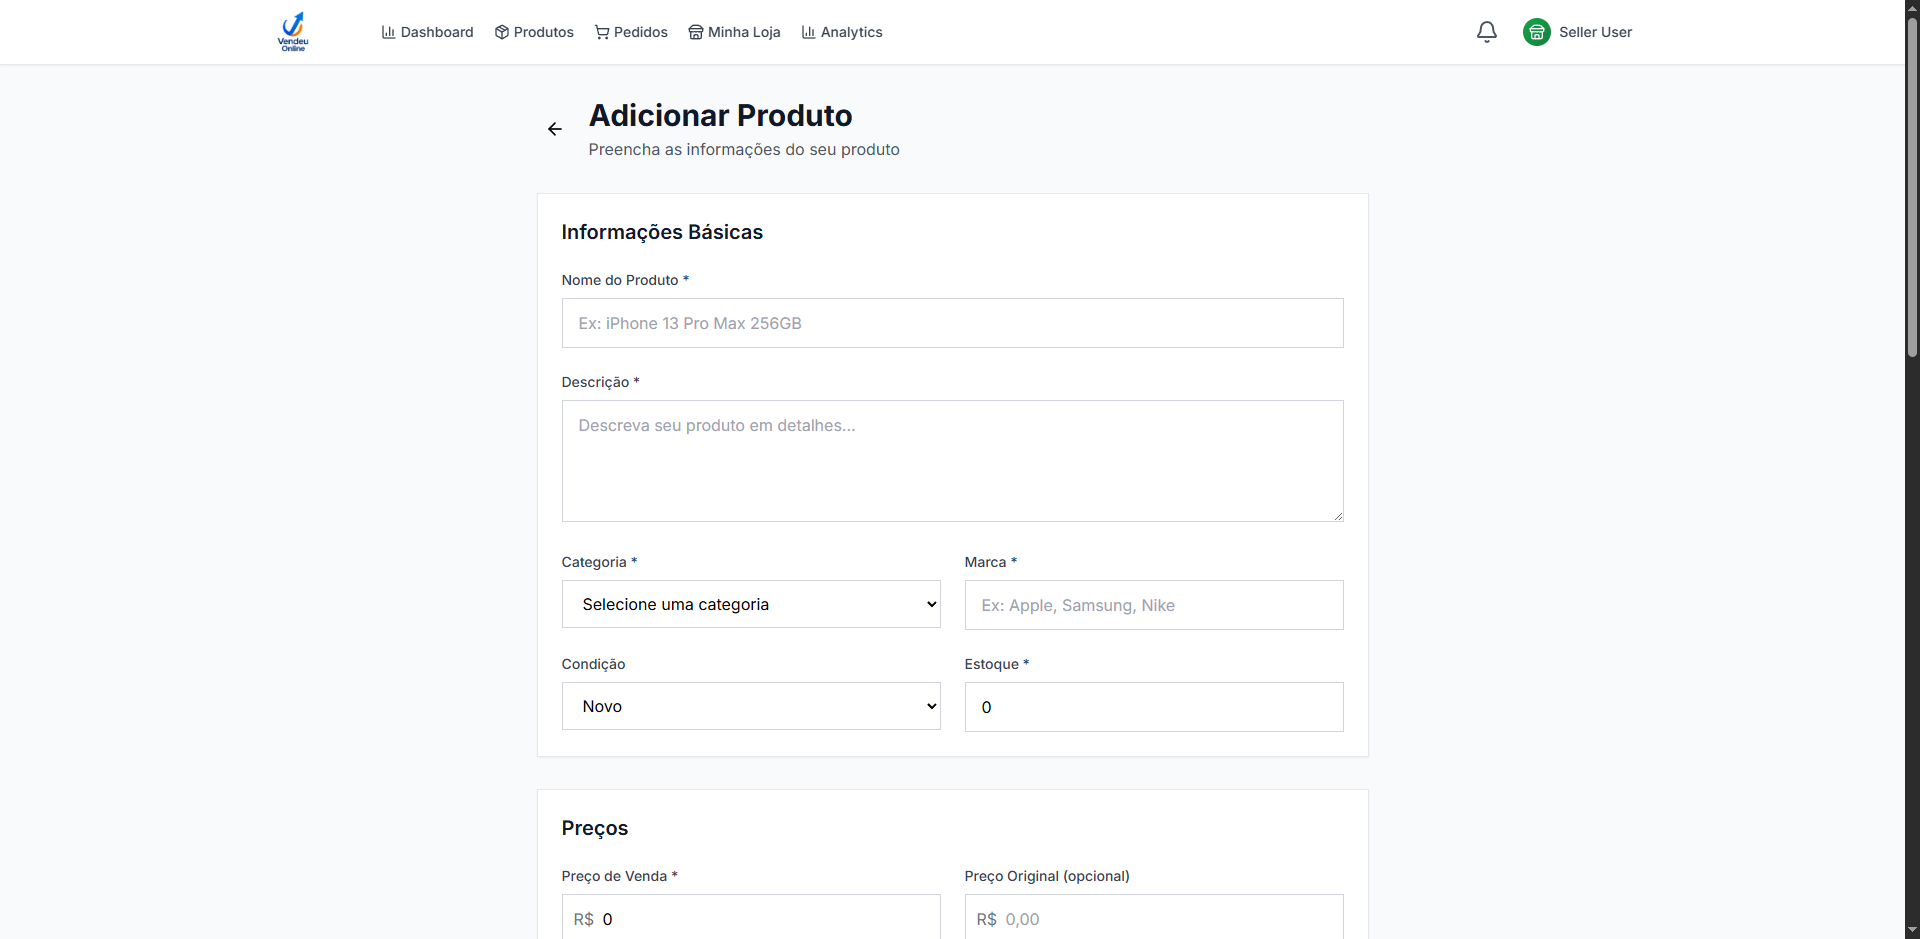 Vendeu
Online
Dashboard
Produtos
Pedidos
Minha Loja
Analytics
Seller User
Adicionar Produto
Preencha as informações do seu produto
Informações Básicas
Nome do Produto *
Ex: iPhone 13 Pro Max 256GB
Descrição *
Descreva seu produto em detalhes...
Categoria *
Marca *
Selecione uma categoria
Ex: Apple, Samsung, Nike
Condição
Estoque *
Novo
0
Preços
Preço de Venda *
Preço Original (opcional)
R$ 0
R$ 0,00